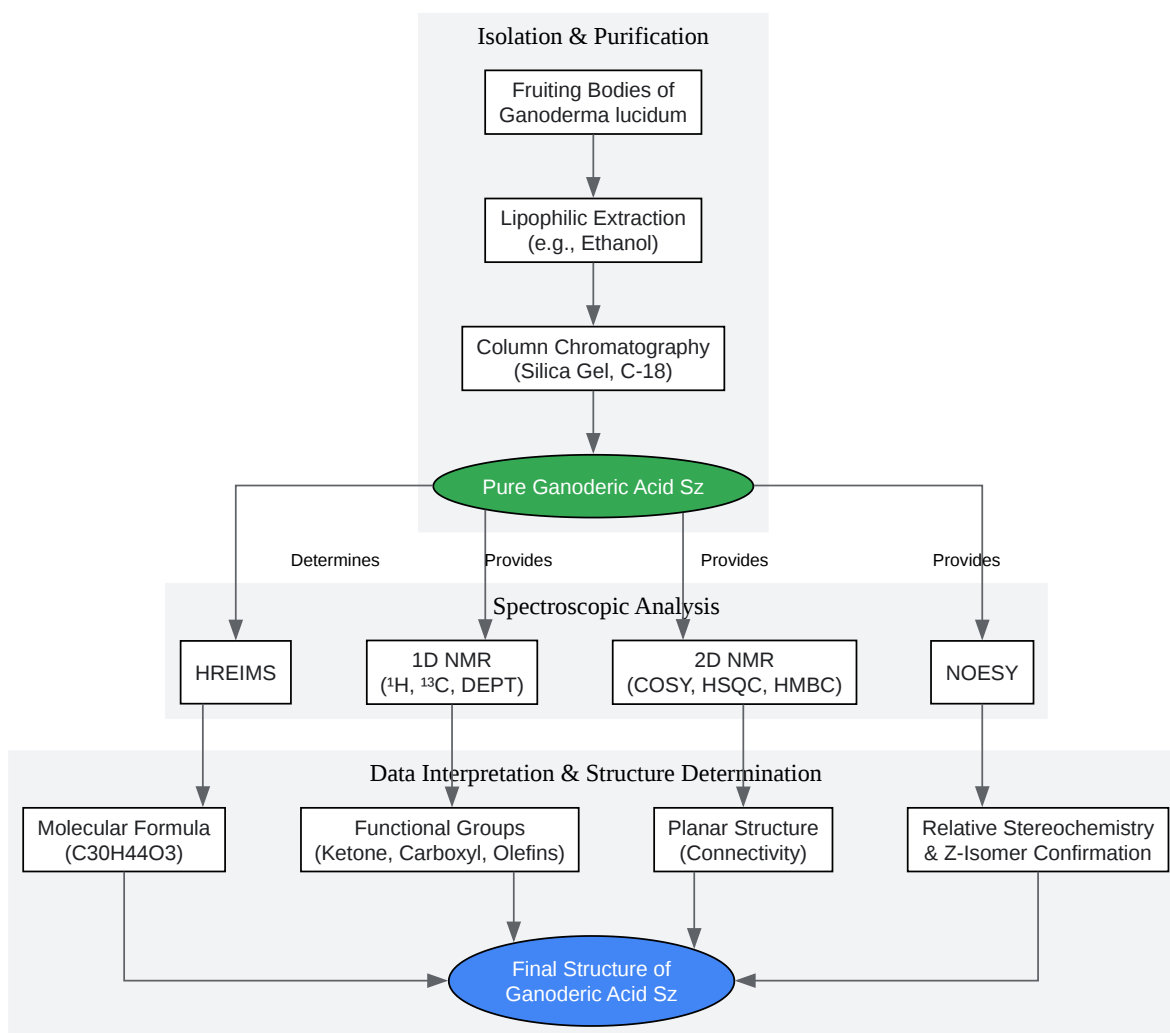 Isolation & Purification
Fruiting Bodies of
Ganoderma lucidum
Lipophilic Extraction
(e.g., Ethanol)
Column Chromatography
(Silica Gel, C-18)
Pure Ganoderic Acid Sz
Determines
Provides
Provides
Provides
Spectroscopic Analysis
HREIMS
1D NMR
(¹H, ¹³C, DEPT)
2D NMR
(COSY, HSQC, HMBC)
NOESY
Data Interpretation & Structure Determination
Molecular Formula
(C30H44O3)
Functional Groups
(Ketone, Carboxyl, Olefins)
Planar Structure
(Connectivity)
Relative Stereochemistry
& Z-Isomer Confirmation
Final Structure of
Ganoderic Acid Sz